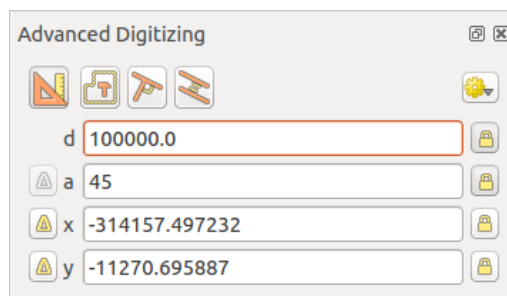 Advanced Digitizing
d 100000.0
a 45
x -314157.497232
y -11270.695887